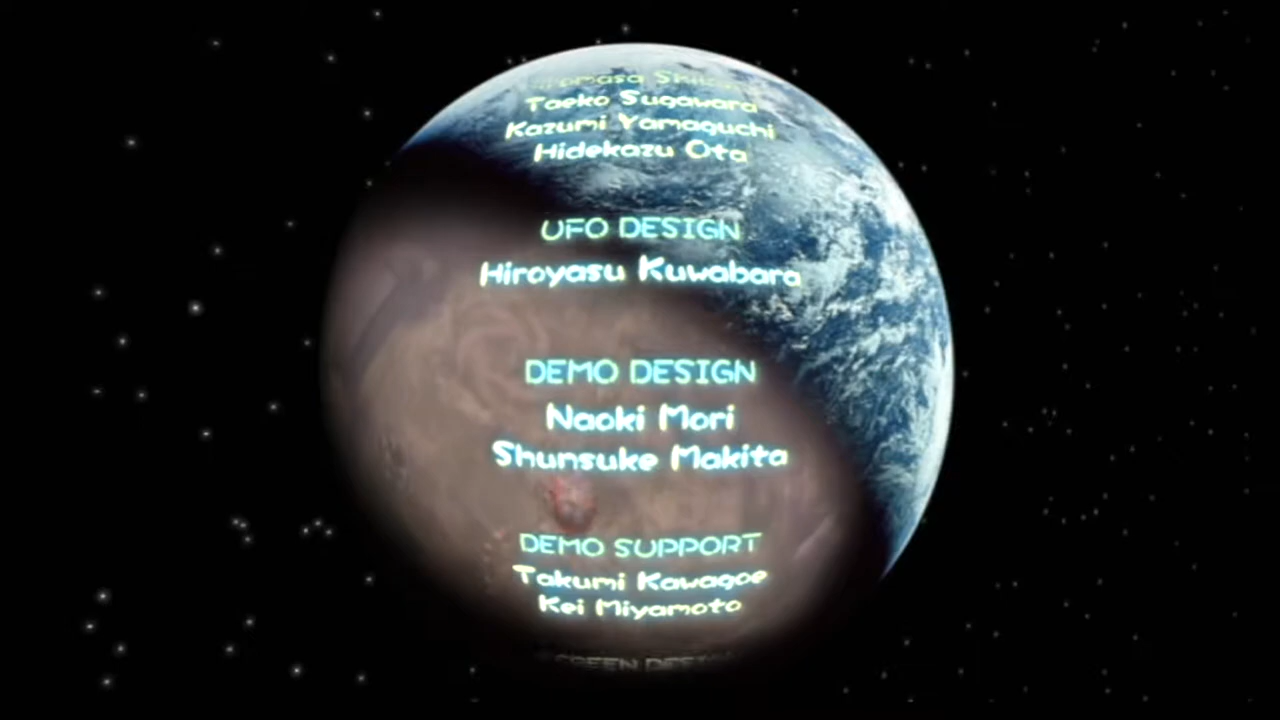 Taeko Sugawara
Kazumi Yamaguchi
Hidekazu Ota
UFO DESIGN
Hiroyasu Kuwabara
DEMO DESIGN
Naoki Mori
Shunsuke Makita
DEMO SUPPORT
Takumi Kawagoe
Kei Miyamoto